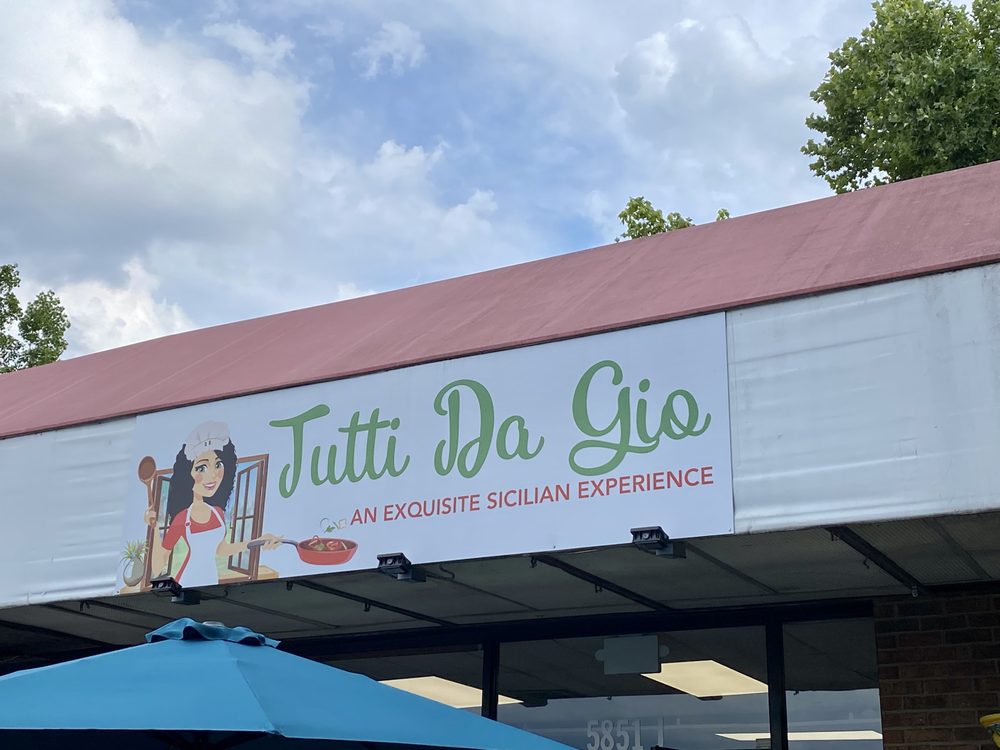 Tutti Da Gio
AN EXQUISITE SICILIAN EXPERIENCE
5851